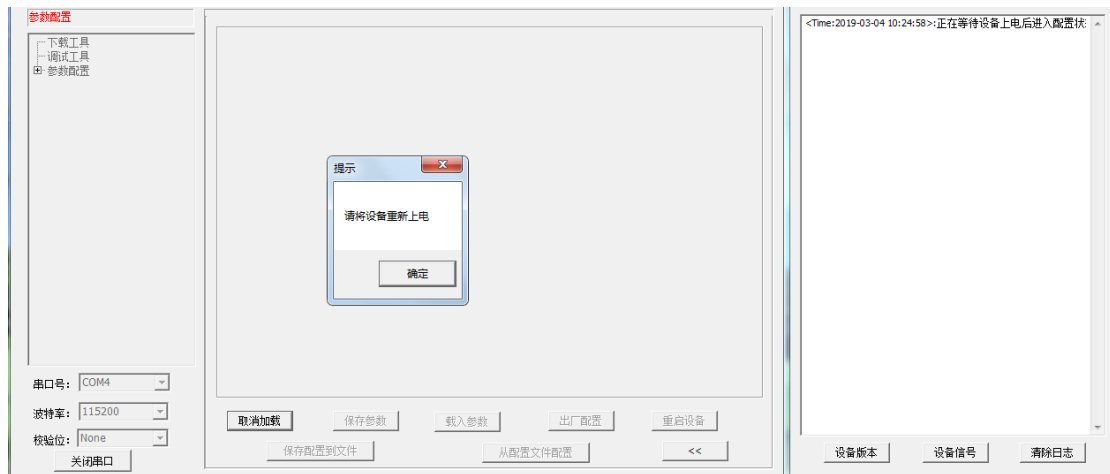 参数配置
下载工具
调试工具
参数配置
串口号: COM4
波特率: 115200
校验位: None
关闭串口
提示
请将设备重新上电
确定
取消加载 保存参数 载入参数 出厂配置 重启设备
保存配置到文件 从配置文件配置 <<
<Time:2019-03-04 10:24:58>:正在等待设备上电后进入配置状
设备版本 设备信号 清除日志